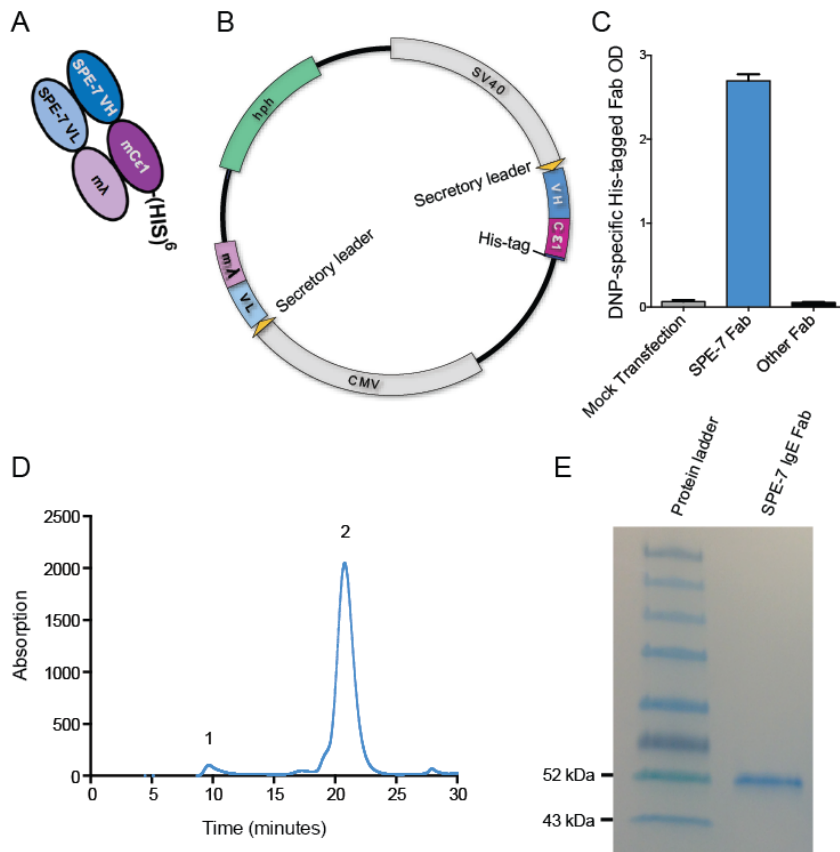 A
SPE-7 VL
SPE-7 VH
mλ
mCε1
-(HIS)6
B
SV40
hph
Secretory leader
VH
Cε1
His-tag
mλ
VL
Secretory leader
CMV
C
DNP-specific His-tagged Fab OD
3
2
1
0
Mock Transfection
SPE-7 Fab
Other Fab
D
2500
2000
1500
1000
500
0
Absorption
1
2
0 5 10 15 20 25 30
Time (minutes)
E
Protein ladder
SPE-7 IgE Fab
52 kDa
43 kDa